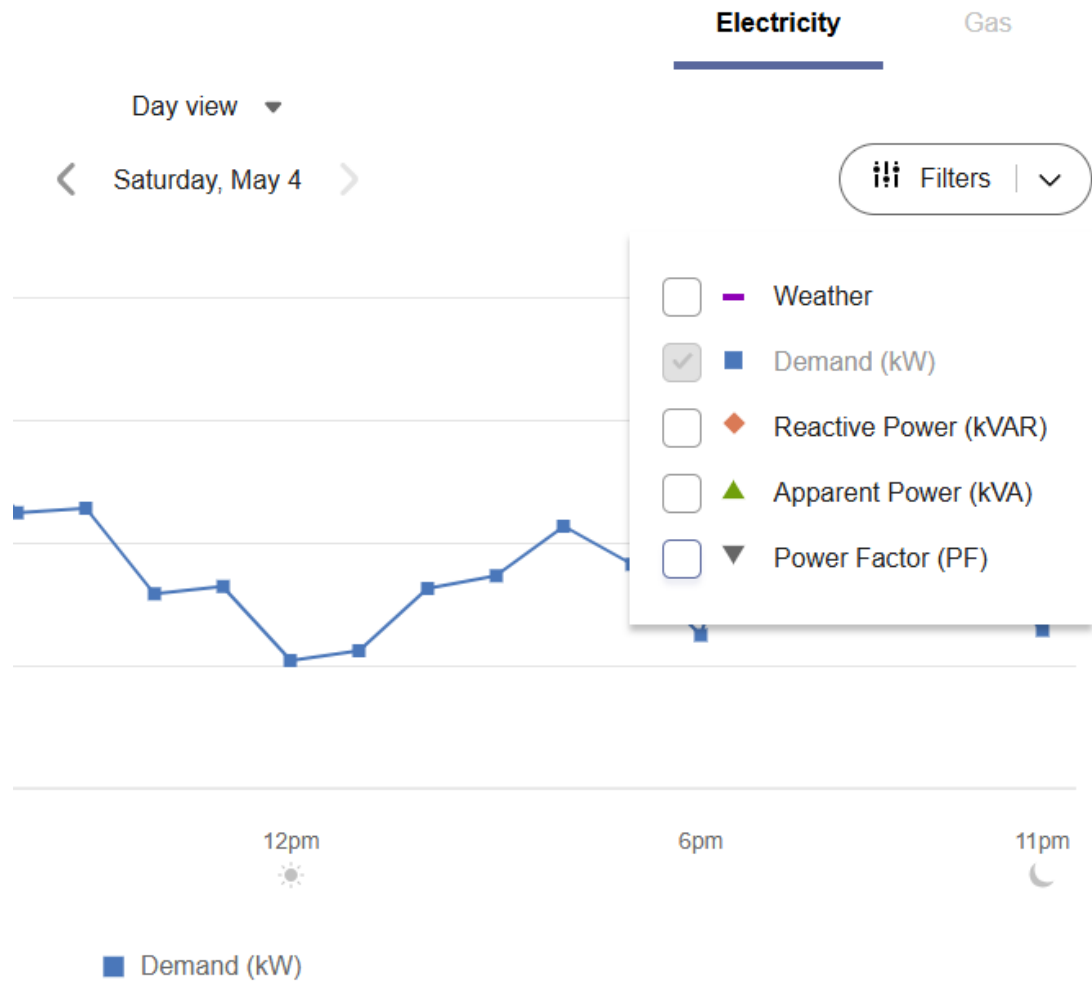 Electricity Gas
Day view
Saturday, May 4
Filters
Weather
Demand (kW)
Reactive Power (kVAR)
Apparent Power (kVA)
Power Factor (PF)
12pm 6pm 11pm
Demand (kW)